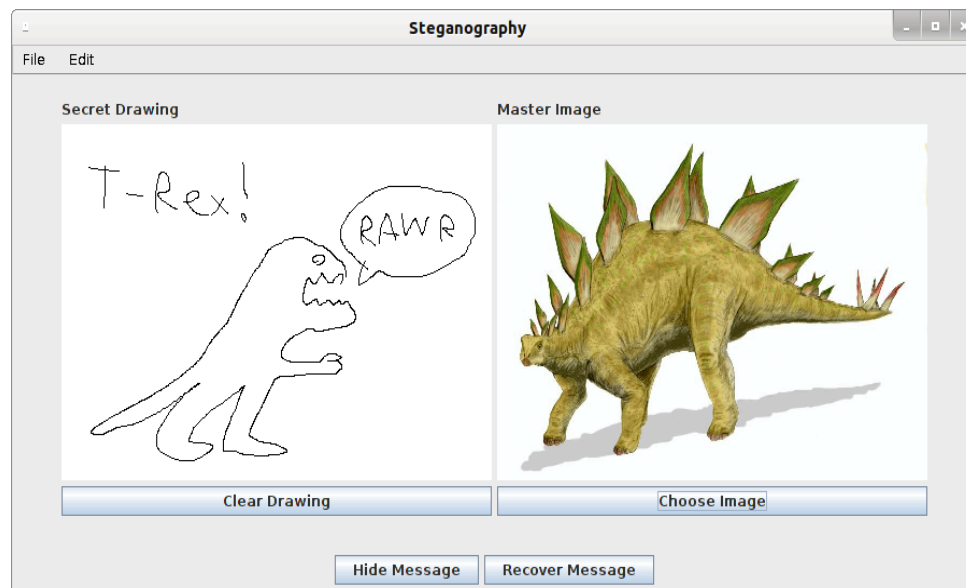 Steganography
File Edit
Secret Drawing Master Image
T-Rex!
RAWR
Clear Drawing Choose Image
Hide Message Recover Message